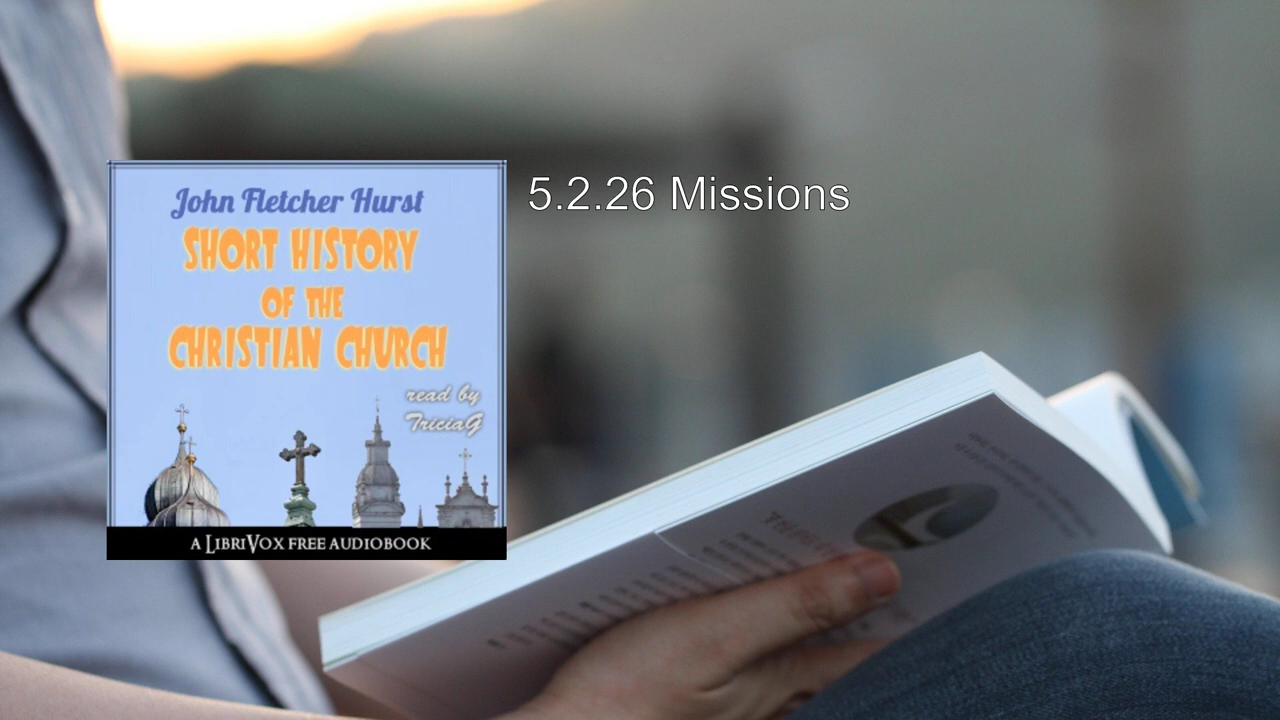 John Fletcher Hurst
SHORT HISTORY
OF THE
CHRISTIAN CHURCH
read by
TriciaG
A LIBRIVOX FREE AUDIOBOOK
5.2.26 Missions